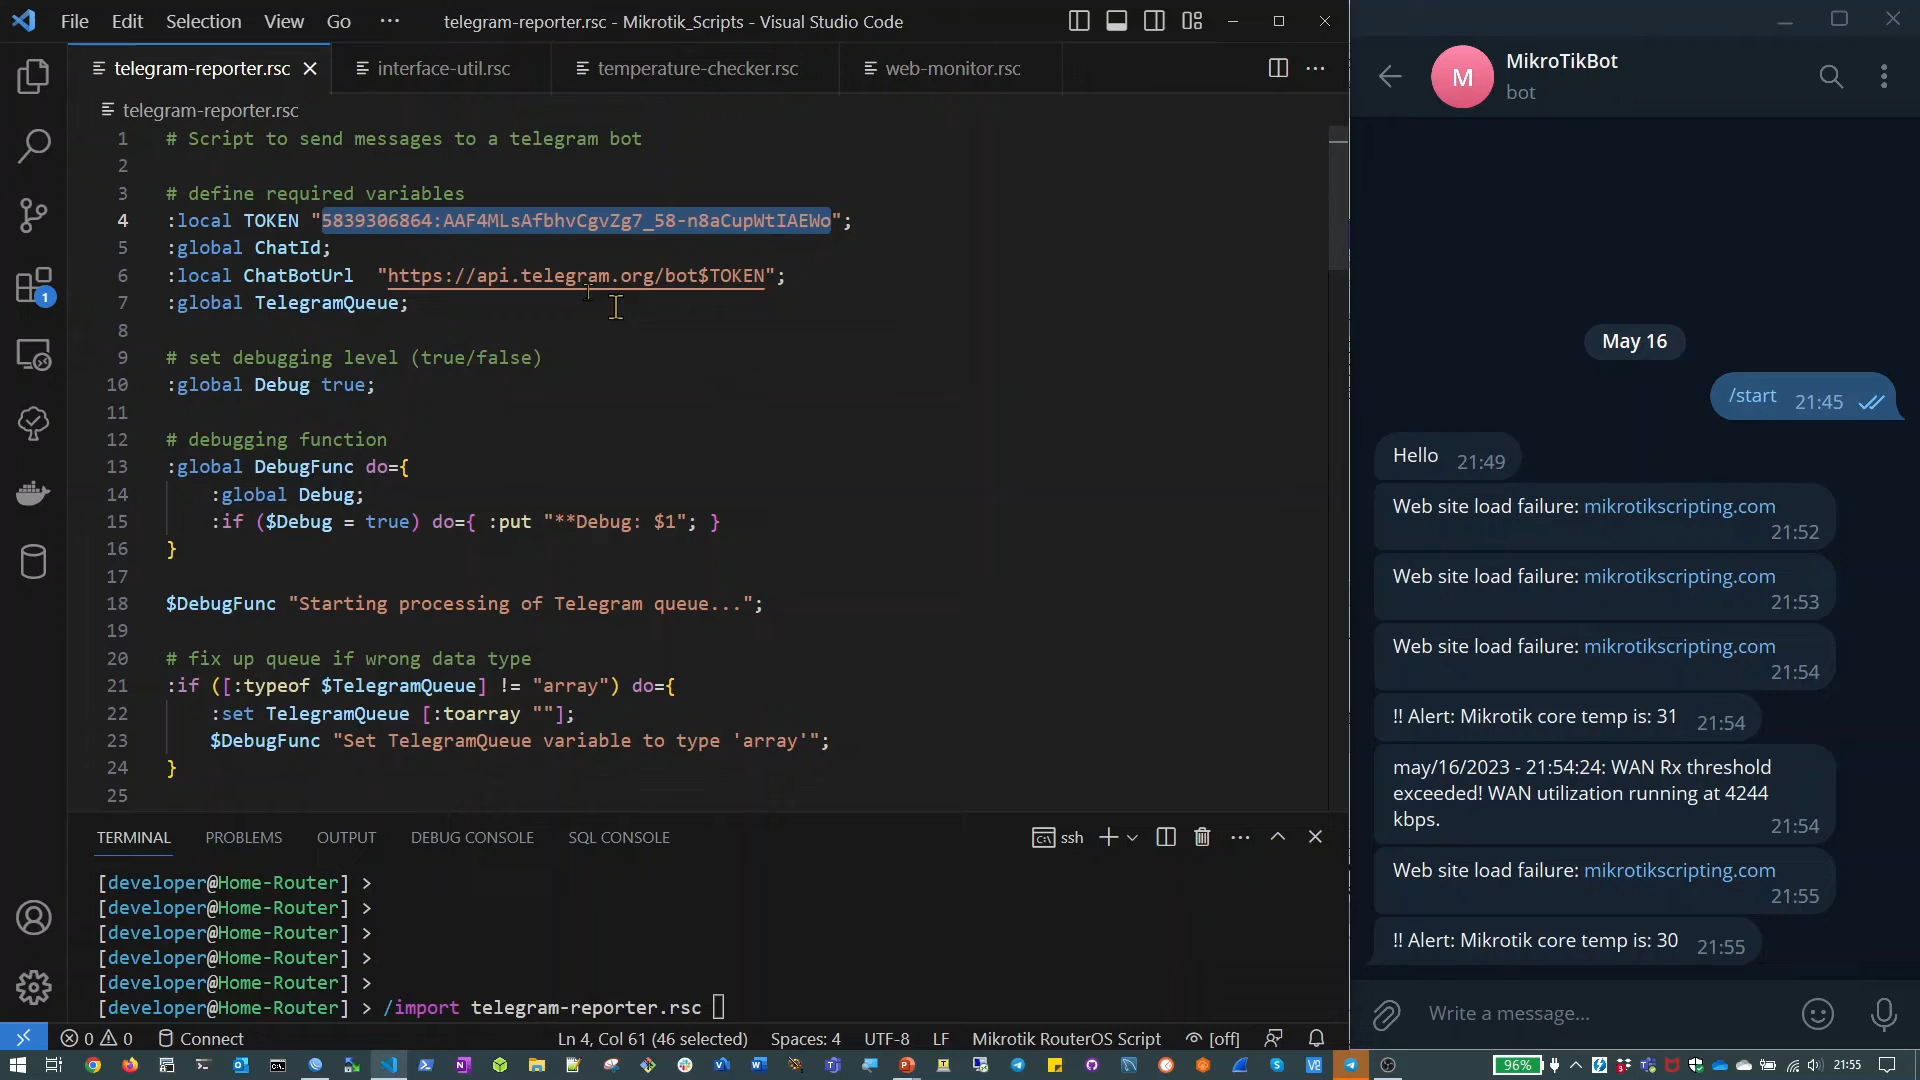 File Edit Selection View Go ··· telegram-reporter.rsc - Mikrotik_Scripts - Visual Studio Code
telegram-reporter.rsc interface-util.rsc temperature-checker.rsc web-monitor.rsc
telegram-reporter.rsc
1 # Script to send messages to a telegram bot
2
3 # define required variables
4 :local TOKEN "5839306864:AAF4MLsAfbhvCgvZg7_58-n8aCupWtIAEWo";
5 :global ChatId;
6 :local ChatBotUrl "https://api.telegram.org/bot$TOKEN";
7 :global TelegramQueue;
8
9 # set debugging level (true/false)
10 :global Debug true;
11
12 # debugging function
13 :global DebugFunc do={
14 :global Debug;
15 :if ($Debug = true) do={ :put "**Debug: $1"; }
16 }
17
18 $DebugFunc "Starting processing of Telegram queue...";
19
20 # fix up queue if wrong data type
21 :if ([:typeof $TelegramQueue] != "array") do={
22 :set TelegramQueue [:toarray ""];
23 $DebugFunc "Set TelegramQueue variable to type 'array'";
24 }
25
1
TERMINAL PROBLEMS OUTPUT DEBUG CONSOLE SQL CONSOLE ssh
[developer@Home-Router] >
[developer@Home-Router] >
[developer@Home-Router] >
[developer@Home-Router] >
[developer@Home-Router] >
[developer@Home-Router] > /import telegram-reporter.rsc
0 0 Connect Ln 4, Col 61 (46 selected) Spaces: 4 UTF-8 LF Mikrotik RouterOS Script [off]
M
MikroTikBot
bot
May 16
/start 21:45
Hello 21:49
Web site load failure: mikrotikscripting.com
21:52
Web site load failure: mikrotikscripting.com
21:53
Web site load failure: mikrotikscripting.com
21:54
!! Alert: Mikrotik core temp is: 31 21:54
may/16/2023 - 21:54:24: WAN Rx threshold
exceeded! WAN utilization running at 4244
kbps. 21:54
Web site load failure: mikrotikscripting.com
21:55
!! Alert: Mikrotik core temp is: 30 21:55
Write a message...
96% 21:55